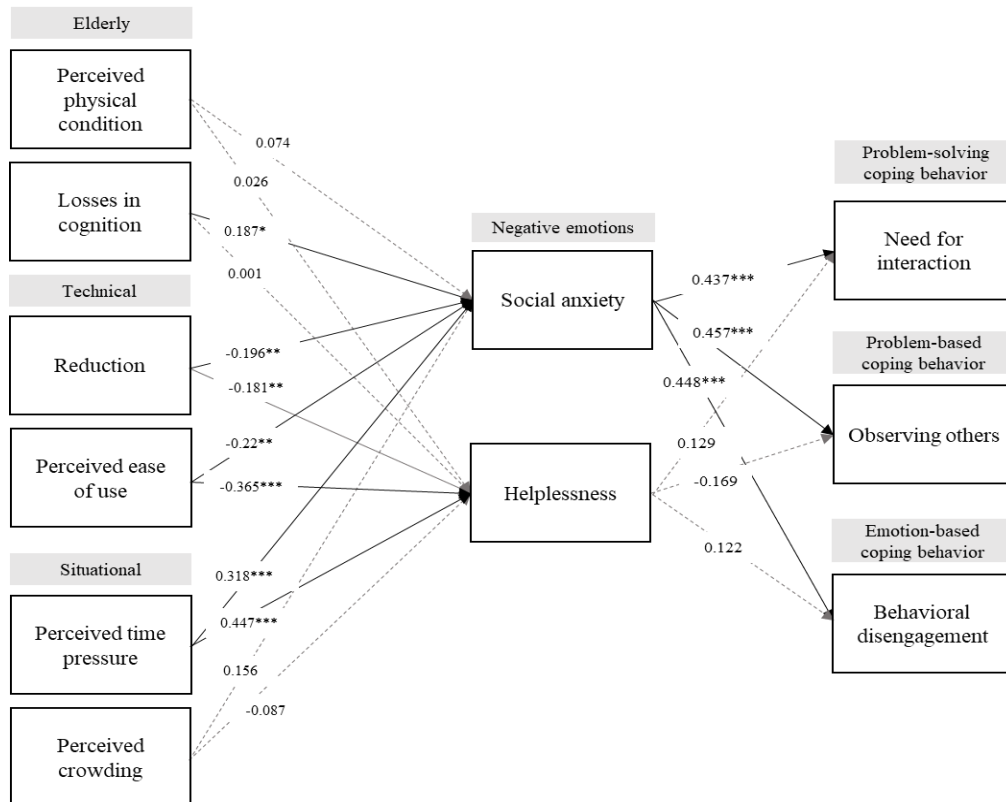 Elderly
Perceived
physical
condition
0.074
0.026
Losses in
cognition
0.187*
0.001
Technical
Reduction
-0.196**
-0.181**
Perceived ease
of use
-0.22**
-0.365***
Situational
Perceived time
pressure
0.318***
0.447***
Perceived
crowding
0.156
-0.087
Negative emotions
Social anxiety
Helplessness
0.437***
0.457***
0.448***
0.129
-0.169
0.122
Problem-solving
coping behavior
Need for
interaction
Problem-based
coping behavior
Observing others
Emotion-based
coping behavior
Behavioral
disengagement